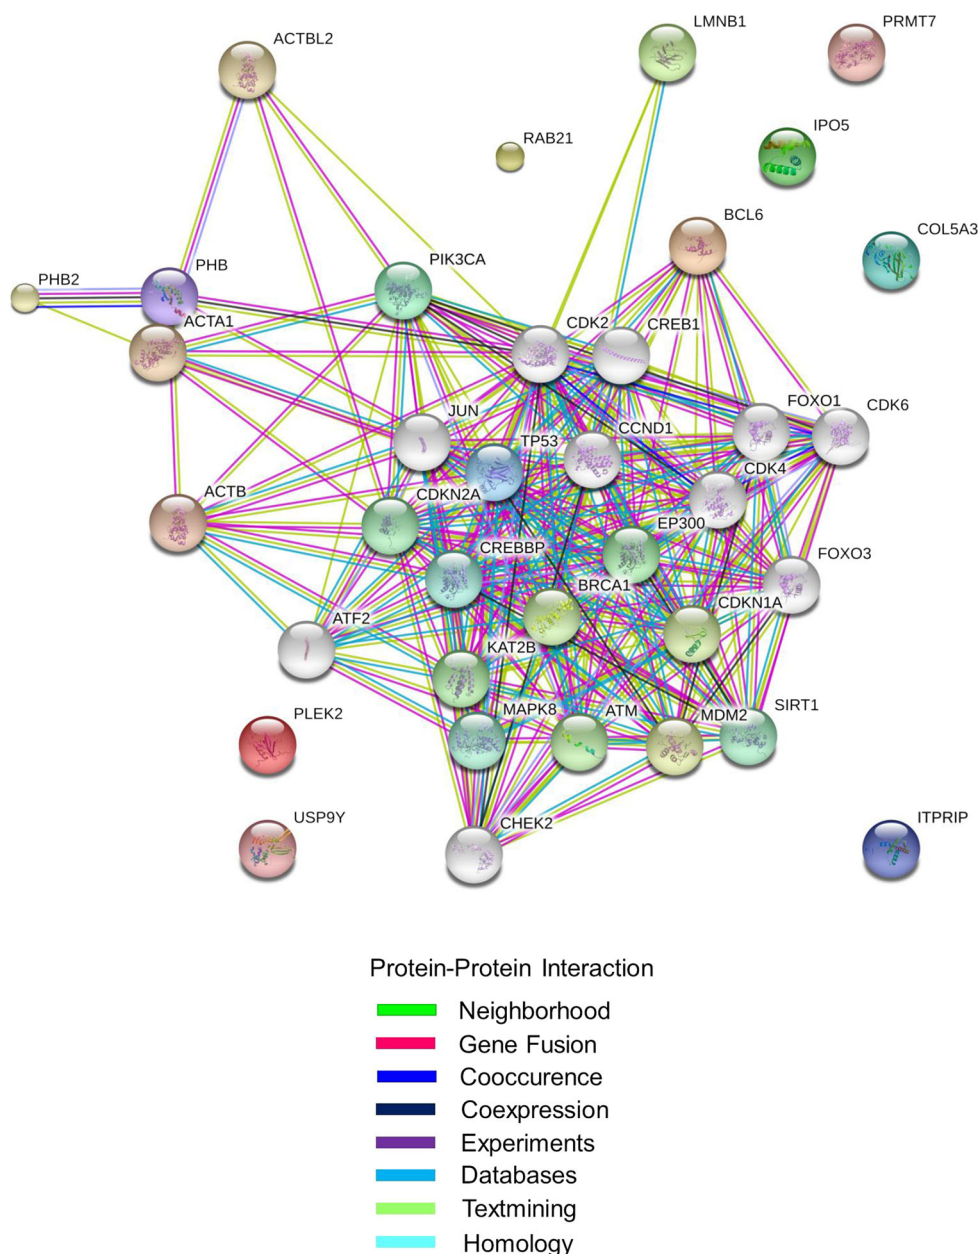 ACTBL2
LMNB1
PRMT7
RAB21
IPO5
BCL6
COL5A3
PHB2
PHB
PIK3CA
ACTA1
CDK2
CREB1
JUN
TP53
CCND1
FOXO1
CDK6
CDK4
ACTB
CDKN2A
EP300
CREBBP
FOXO3
BRCA1
CDKN1A
ATF2
KAT2B
PLEK2
MAPK8
ATM
MDM2
SIRT1
USP9Y
CHEK2
ITPRIP
Protein-Protein Interaction
Neighborhood
Gene Fusion
Cooccurence
Coexpression
Experiments
Databases
Textmining
Homology